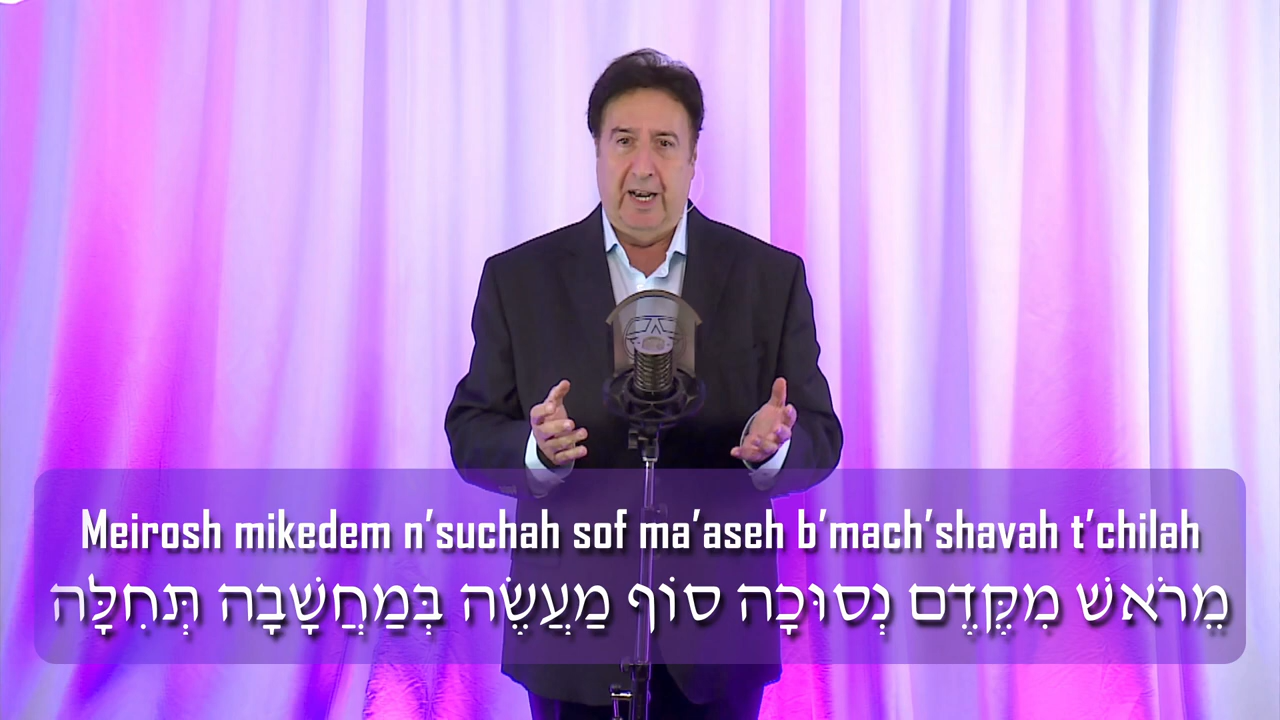 Meirosh mikedem n’suchah sof ma’aseh b’mach’shavah t’chilah
מֵרֹאשׁ מִקֶּדֶם נְסוּכָה סוֹף מַעֲשֶׂה בְּמַחֲשָׁבָה תְּחִלָּה